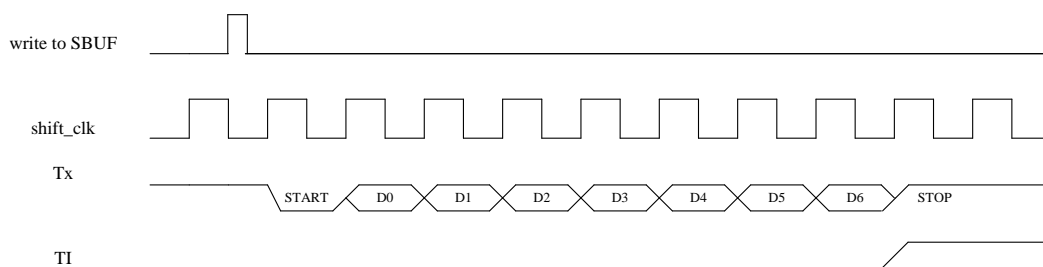 write to SBUF
shift_clk
Tx
START D0 D1 D2 D3 D4 D5 D6 STOP
TI